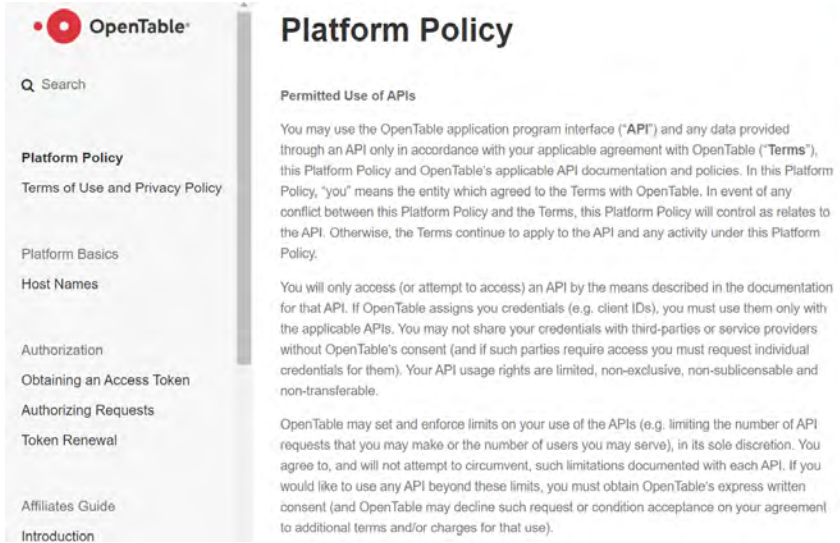 OpenTable®
Search
Platform Policy
Terms of Use and Privacy Policy
Platform Basics
Host Names
Authorization
Obtaining an Access Token
Authorizing Requests
Token Renewal
Affiliates Guide
Introduction
Platform Policy
Permitted Use of APIs
You may use the OpenTable application program interface (“API”) and any data provided
through an API only in accordance with your applicable agreement with OpenTable (“Terms”),
this Platform Policy and OpenTable's applicable API documentation and policies. In this Platform
Policy, “you” means the entity which agreed to the Terms with OpenTable. In event of any
conflict between this Platform Policy and the Terms, this Platform Policy will control as relates to
the API. Otherwise, the Terms continue to apply to the API and any activity under this Platform
Policy.
You will only access (or attempt to access) an API by the means described in the documentation
for that API. If OpenTable assigns you credentials (e.g. client IDs), you must use them only with
the applicable APIs. You may not share your credentials with third-parties or service providers
without OpenTable's consent (and if such parties require access you must request individual
credentials for them). Your API usage rights are limited, non-exclusive, non-sublicensable and
non-transferable.
OpenTable may set and enforce limits on your use of the APIs (e.g. limiting the number of API
requests that you may make or the number of users you may serve), in its sole discretion. You
agree to, and will not attempt to circumvent, such limitations documented with each API. If you
would like to use any API beyond these limits, you must obtain OpenTable's express written
consent (and OpenTable may decline such request or condition acceptance on your agreement
to additional terms and/or charges for that use).